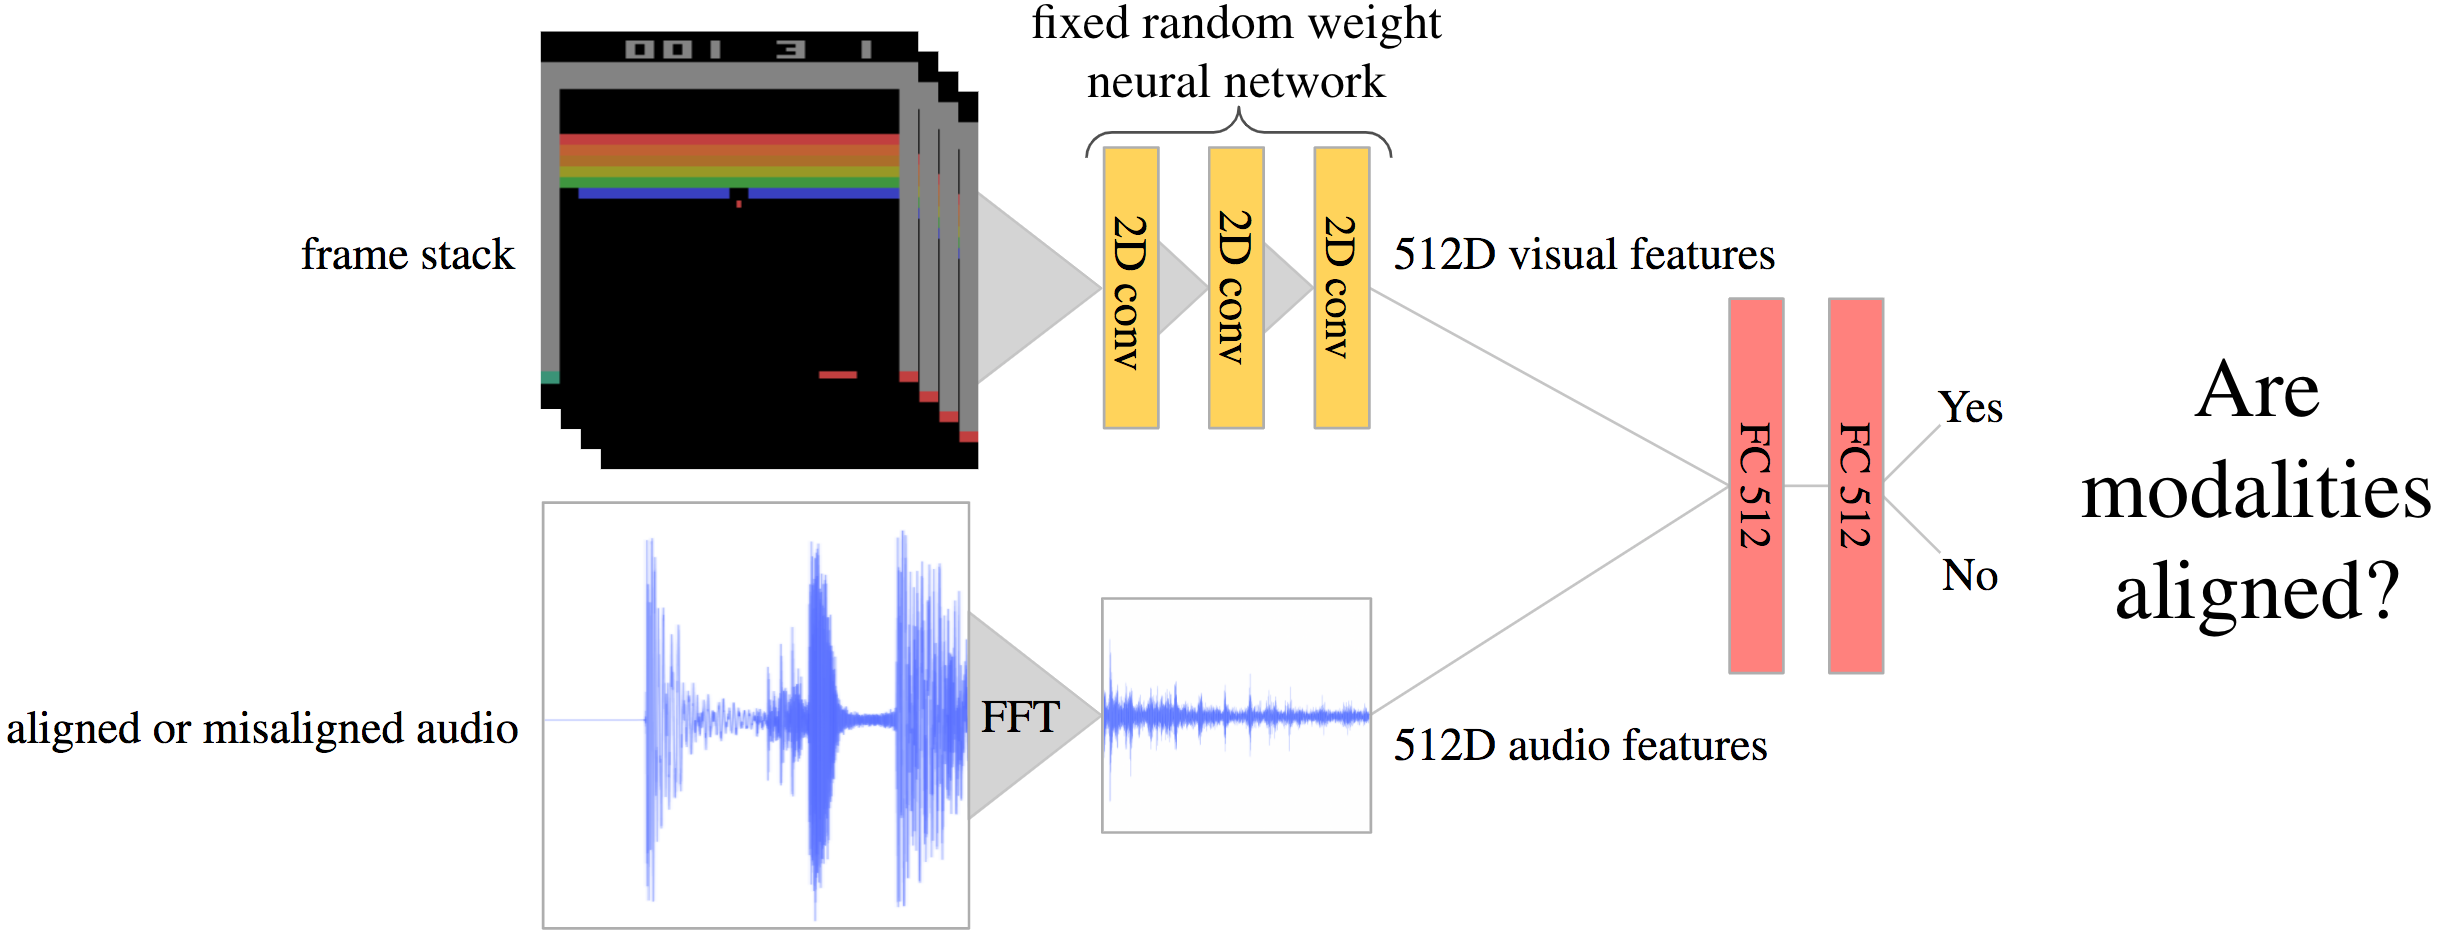 fixed random weight
neural network
001 3 1
frame stack
2D conv
2D conv
2D conv
512D visual features
FC 512
FC 512
Yes
No
Are
modalities
aligned?
aligned or misaligned audio
FFT
512D audio features